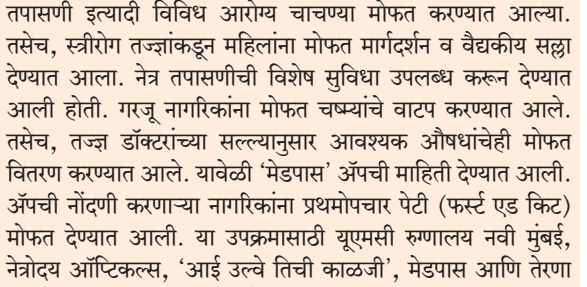 तपासणी इत्यादी विविध आरोग्य चाचण्या मोफत करण्यात आल्या.
तसेच, स्त्रीरोग तज्ज्ञांकडून महिलांना मोफत मार्गदर्शन व वैद्यकीय सल्ला
देण्यात आला. नेत्र तपासणीची विशेष सुविधा उपलब्ध करून देण्यात
आली होती. गरजू नागरिकांना मोफत चष्म्यांचे वाटप करण्यात आले.
तसेच, तज्ज्ञ डॉक्टरांच्या सल्ल्यानुसार आवश्यक औषधांचेही मोफत
वितरण करण्यात आले. यावेळी ‘मेडपास’ ॲपची माहिती देण्यात आली.
ॲपची नोंदणी करणाऱ्या नागरिकांना प्रथमोपचार पेटी (फर्स्ट एड किट)
मोफत देण्यात आली. या उपक्रमासाठी यूएमसी रुग्णालय नवी मुंबई,
नेत्रोदय ऑप्टिकल्स, ‘आई उल्वे तिची काळजी’, मेडपास आणि तेरणा